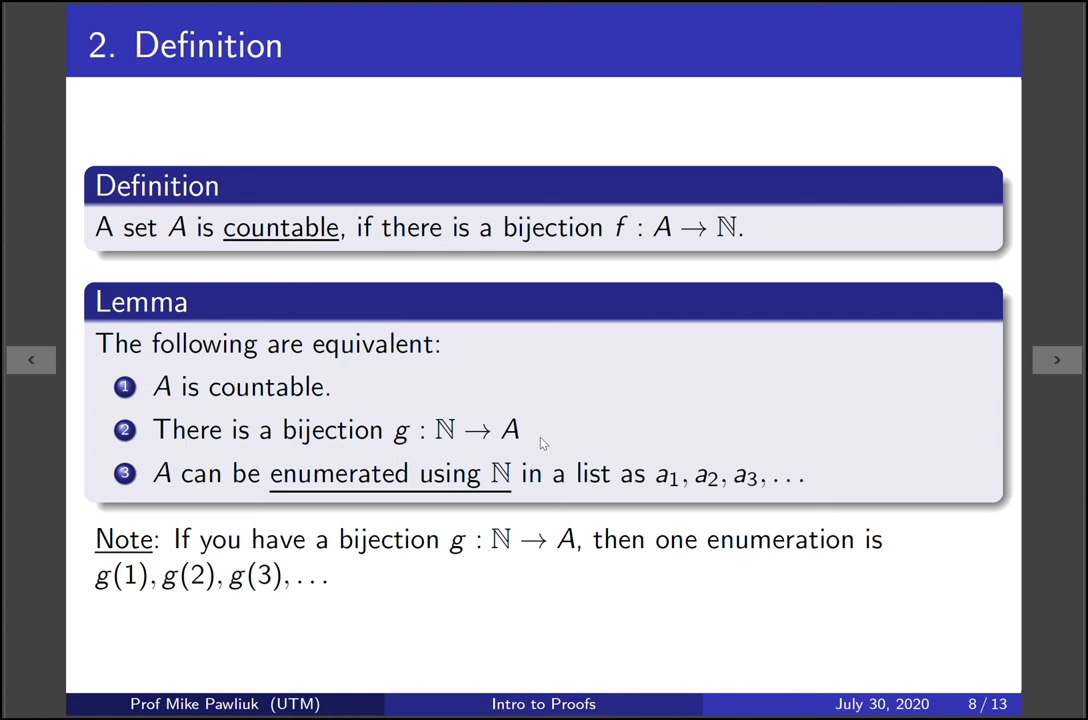 2. Definition
Definition
A set A is countable, if there is a bijection f : A → ℕ.
Lemma
The following are equivalent:
1 A is countable.
2 There is a bijection g : ℕ → A
3 A can be enumerated using ℕ in a list as a₁, a₂, a₃, . . .
Note: If you have a bijection g : ℕ → A, then one enumeration is
g(1), g(2), g(3), . . .
Prof Mike Pawliuk (UTM) Intro to Proofs July 30, 2020 8 / 13